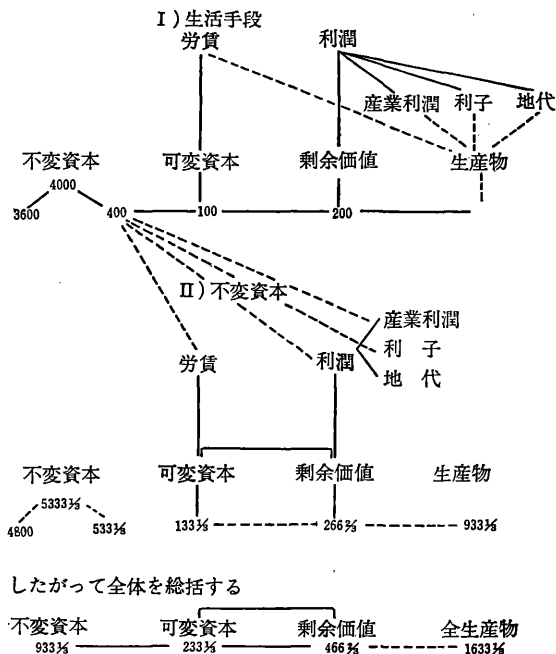 I)生活手段
労賃 利潤
産業利潤 利子 地代
不変資本 可変資本 剰余価値 生産物
4000
3600 400 100 200
II)不変資本
産業利潤
労賃 利潤 利 子
地 代
不変資本 可変資本 剰余価値 生産物
5333⅓
4800 533⅓ 133⅓ 266⅔ 933⅓
したがって全体を総括する
不変資本 可変資本 剰余価値 全生産物
933⅓ 233⅓ 466⅔ 1633⅓